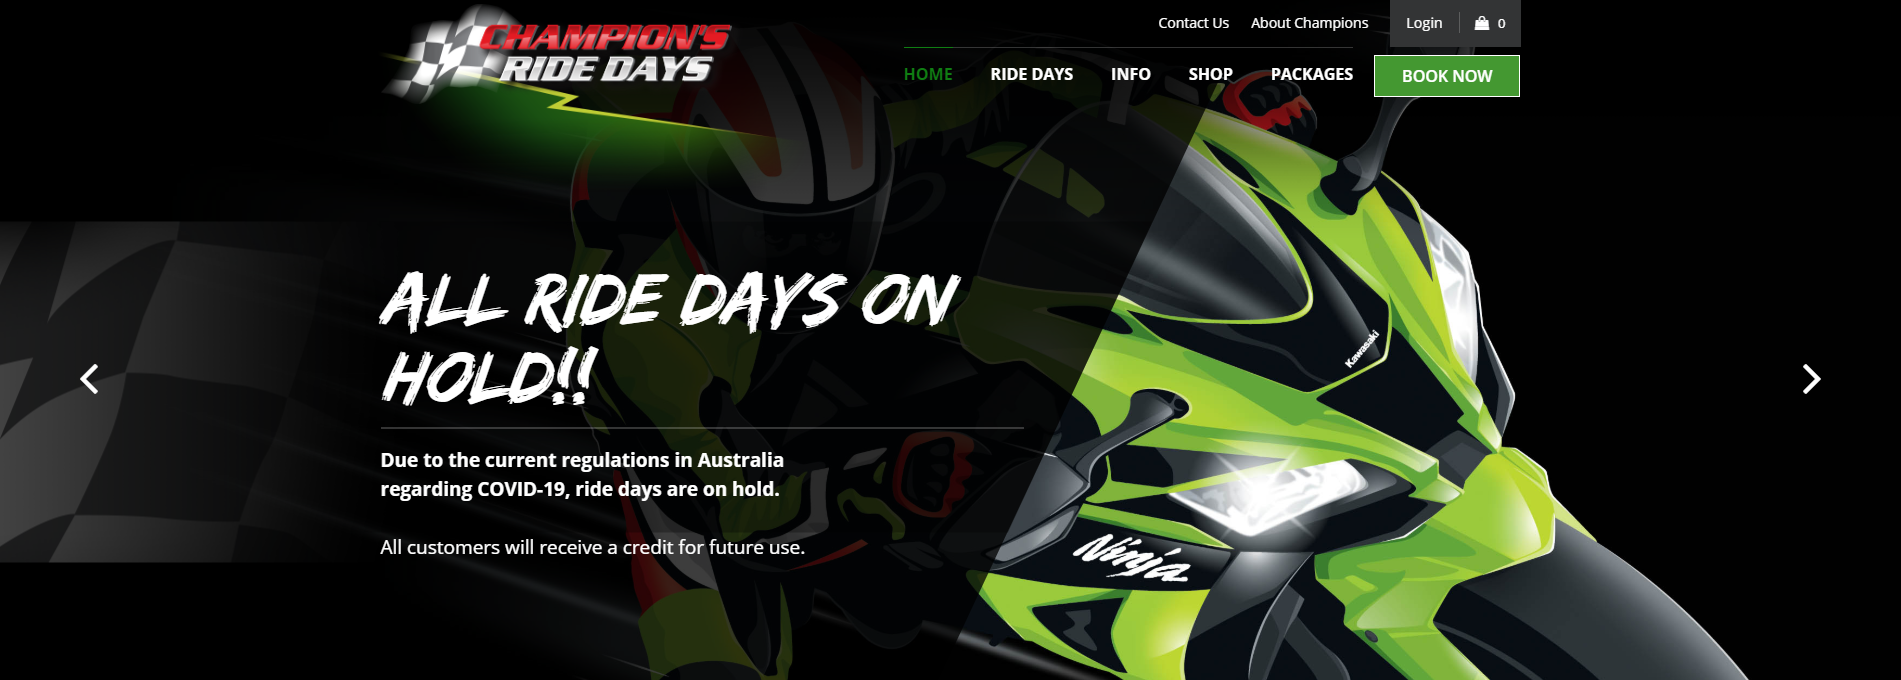 CHAMPION'S
RIDE DAYS
Contact Us
About Champions
Login
0
HOME
RIDE DAYS
INFO
SHOP
PACKAGES
BOOK NOW
ALL RIDE DAYS ON
HOLD!!
Due to the current regulations in Australia
regarding COVID-19, ride days are on hold.
All customers will receive a credit for future use.
Kawasaki
Ninja